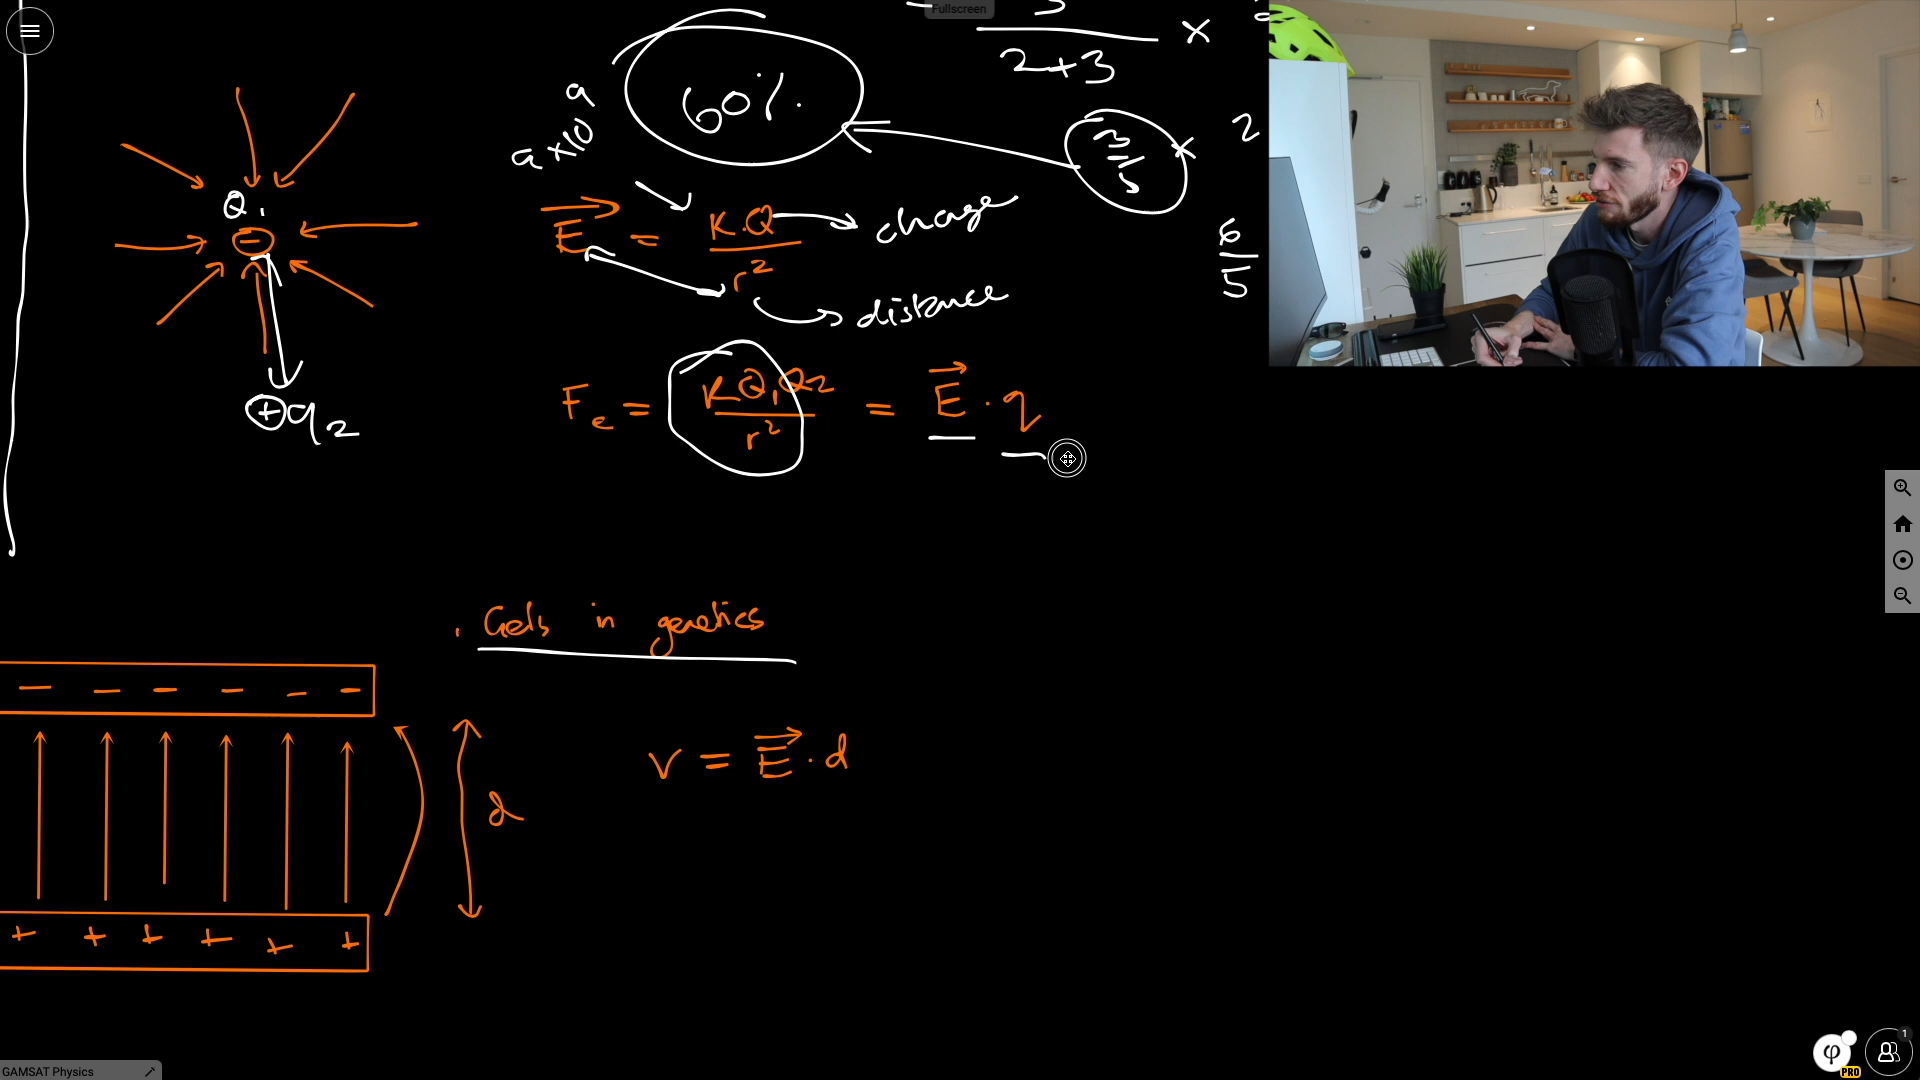 Fullscreen
3
2+3 ×
60%.
9×10⁹
3/5 × 2
6/5
Q₁
−
E = K.Q / r²
charge
distance
Fe = KQ₁Q₂ / r² = E · q
+q₂
. Gels in genetics
− − − − − −
v = E · d
d
+ + + + + +
GAMSAT Physics
φ
PRO
1